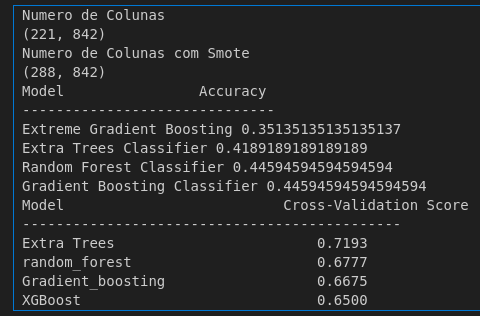 Numero de Colunas
(221, 842)
Numero de Colunas com Smote
(288, 842)
Model                Accuracy
------------------------------
Extreme Gradient Boosting 0.35135135135135137
Extra Trees Classifier 0.4189189189189189
Random Forest Classifier 0.44594594594594594
Gradient Boosting Classifier 0.44594594594594594
Model                          Cross-Validation Score
---------------------------------------------
Extra Trees                        0.7193
random_forest                      0.6777
Gradient_boosting                  0.6675
XGBoost                            0.6500